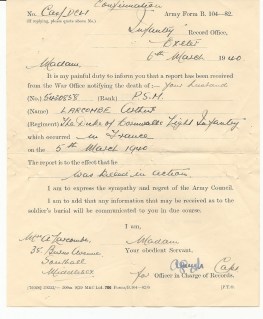 Confirmation
No. Cas/DCLI Army Form B. 104—82.
(If replying, please quote above No.)
Infantry Record Office,
Exeter
6th March 1940
Madam
It is my painful duty to inform you that a report has been received
from the War Office notifying the death of :— your husband
(No.) (Rank) P.S.M.
(Name) LARCOMBE
(Regiment) The Duke of Cornwalls Light Infantry
which occurred in France
on the 5th March 1940
The report is to the effect that he
was Killed in action
I am to express the sympathy and regret of the Army Council.
I am to add that any information that may be received as to the
soldier's burial will be communicated to you in due course.
I am,
Madam
Your obedient Servant,
Capt
for Officer in Charge of Records.
Mrs Larcombe
35
Southall
Middlesex